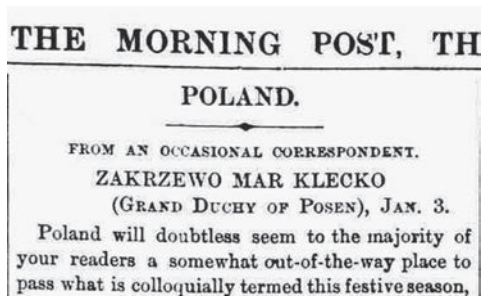 THE MORNING POST, TH
POLAND.
FROM AN OCCASIONAL CORRESPONDENT.
ZAKRZEWO MAR KLECKO
(GRAND DUCHY OF POSEN), JAN. 3.
Poland will doubtless seem to the majority of
your readers a somewhat out-of-the-way place to
pass what is colloquially termed this festive season,